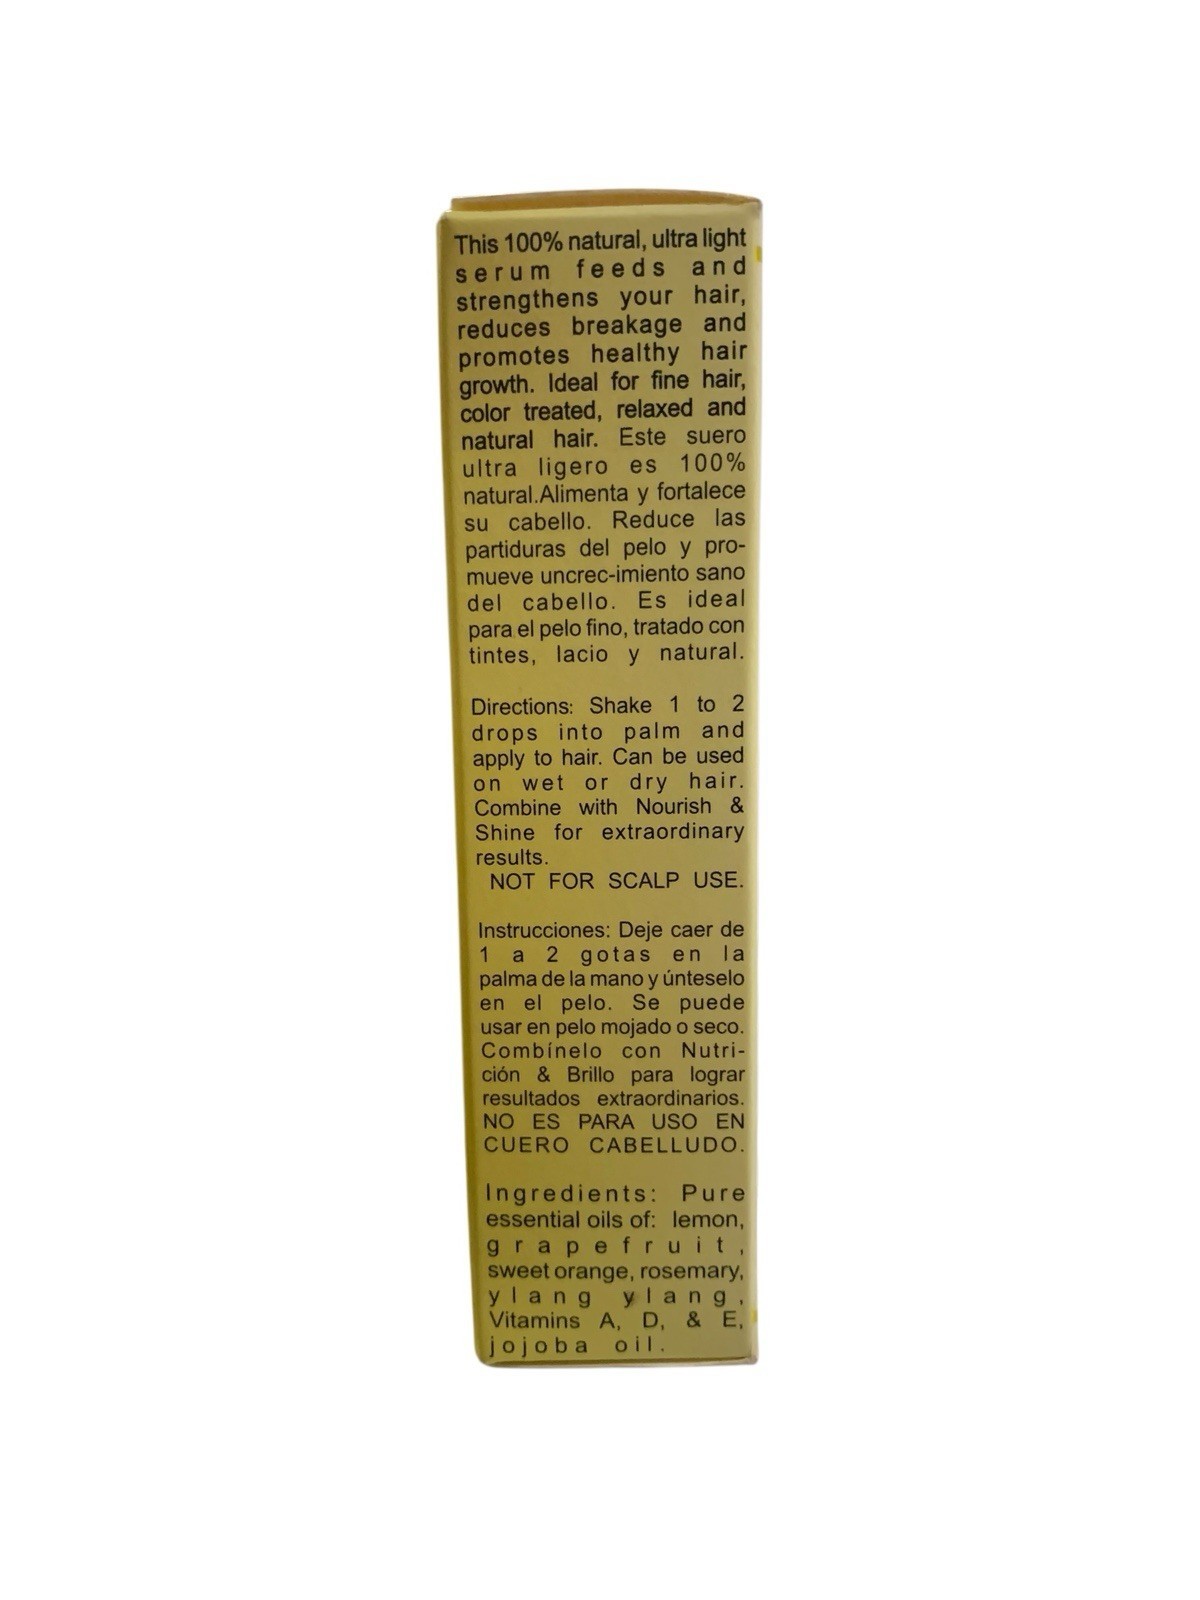 This 100% natural, ultra light
serum feeds and
strengthens your hair,
reduces breakage and
promotes healthy hair
growth. Ideal for fine hair,
color treated, relaxed and
natural hair. Este suero
ultra ligero es 100%
natural.Alimenta y fortalece
su cabello. Reduce las
partiduras del pelo y pro-
mueve uncrec-imiento sano
del cabello. Es ideal
para el pelo fino, tratado con
tintes, lacio y natural.
Directions: Shake 1 to 2
drops into palm and
apply to hair. Can be used
on wet or dry hair.
Combine with Nourish &
Shine for extraordinary
results.
NOT FOR SCALP USE.
Instrucciones: Deje caer de
1 a 2 gotas en la
palma de la mano y únteselo
en el pelo. Se puede
usar en pelo mojado o seco.
Combínelo con Nutri-
ción & Brillo para lograr
resultados extraordinarios.
NO ES PARA USO EN
CUERO CABELLUDO.
Ingredients: Pure
essential oils of: lemon,
grapefruit,
sweet orange, rosemary,
ylang ylang,
Vitamins A, D, & E,
jojoba oil.